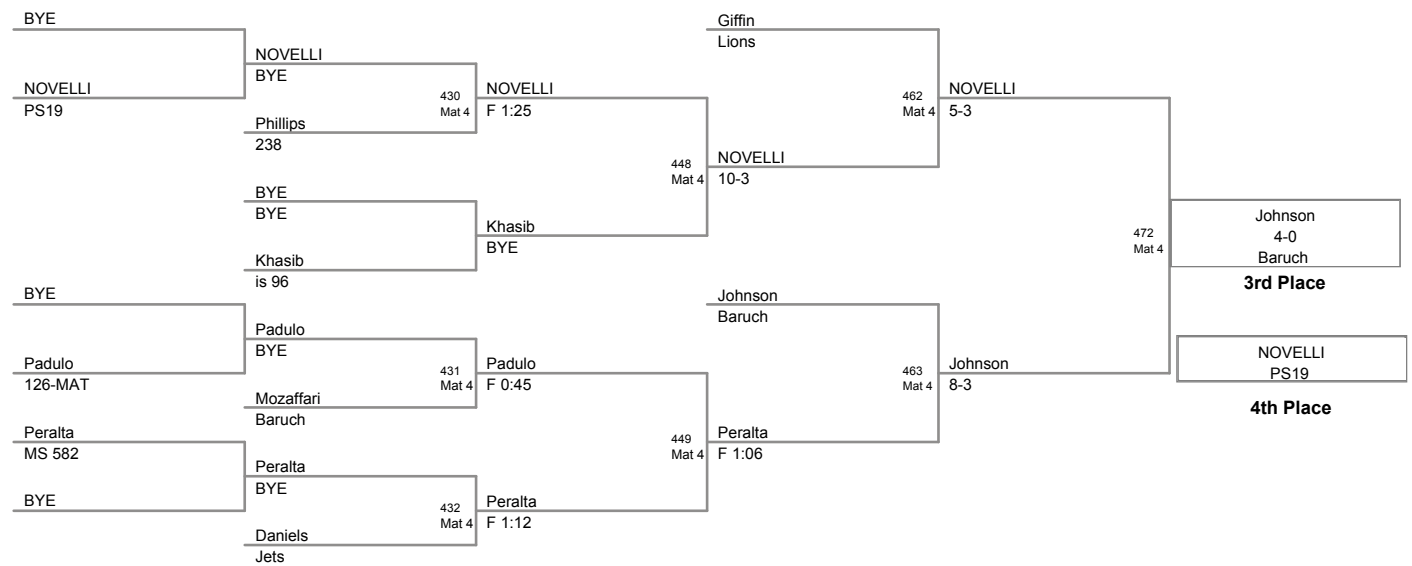 BYE
NOVELLI
PS19
NOVELLI
BYE
Phillips
238
430
Mat 4
NOVELLI
F 1:25
BYE
BYE
Khasib
is 96
Khasib
BYE
448
Mat 4
NOVELLI
10-3
Giffin
Lions
462
Mat 4
NOVELLI
5-3
BYE
Padulo
126-MAT
Padulo
BYE
Mozaffari
Baruch
431
Mat 4
Padulo
F 0:45
Peralta
MS 582
BYE
Peralta
BYE
Daniels
Jets
432
Mat 4
Peralta
F 1:12
449
Mat 4
Peralta
F 1:06
Johnson
Baruch
463
Mat 4
Johnson
8-3
472
Mat 4
Johnson
4-0
Baruch
3rd Place
NOVELLI
PS19
4th Place